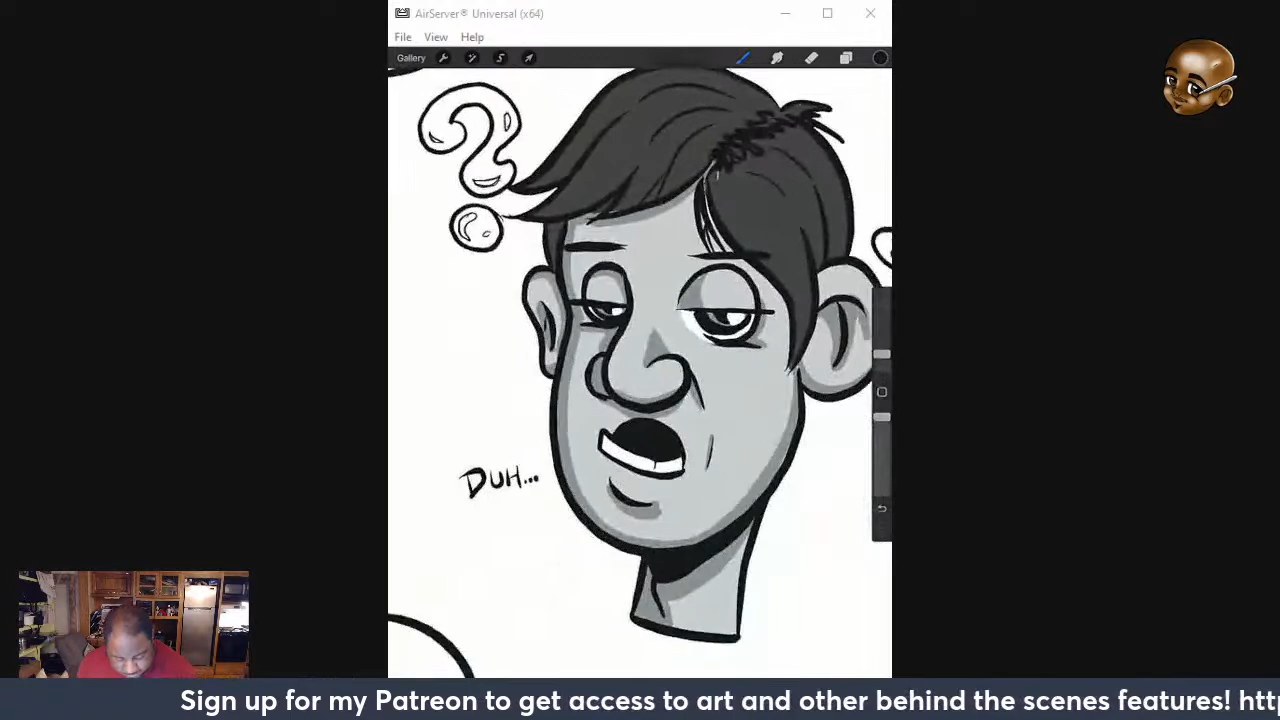 AirServer® Universal (x64)
File View Help
Gallery
DUH...
Sign up for my Patreon to get access to art and other behind the scenes features! htt